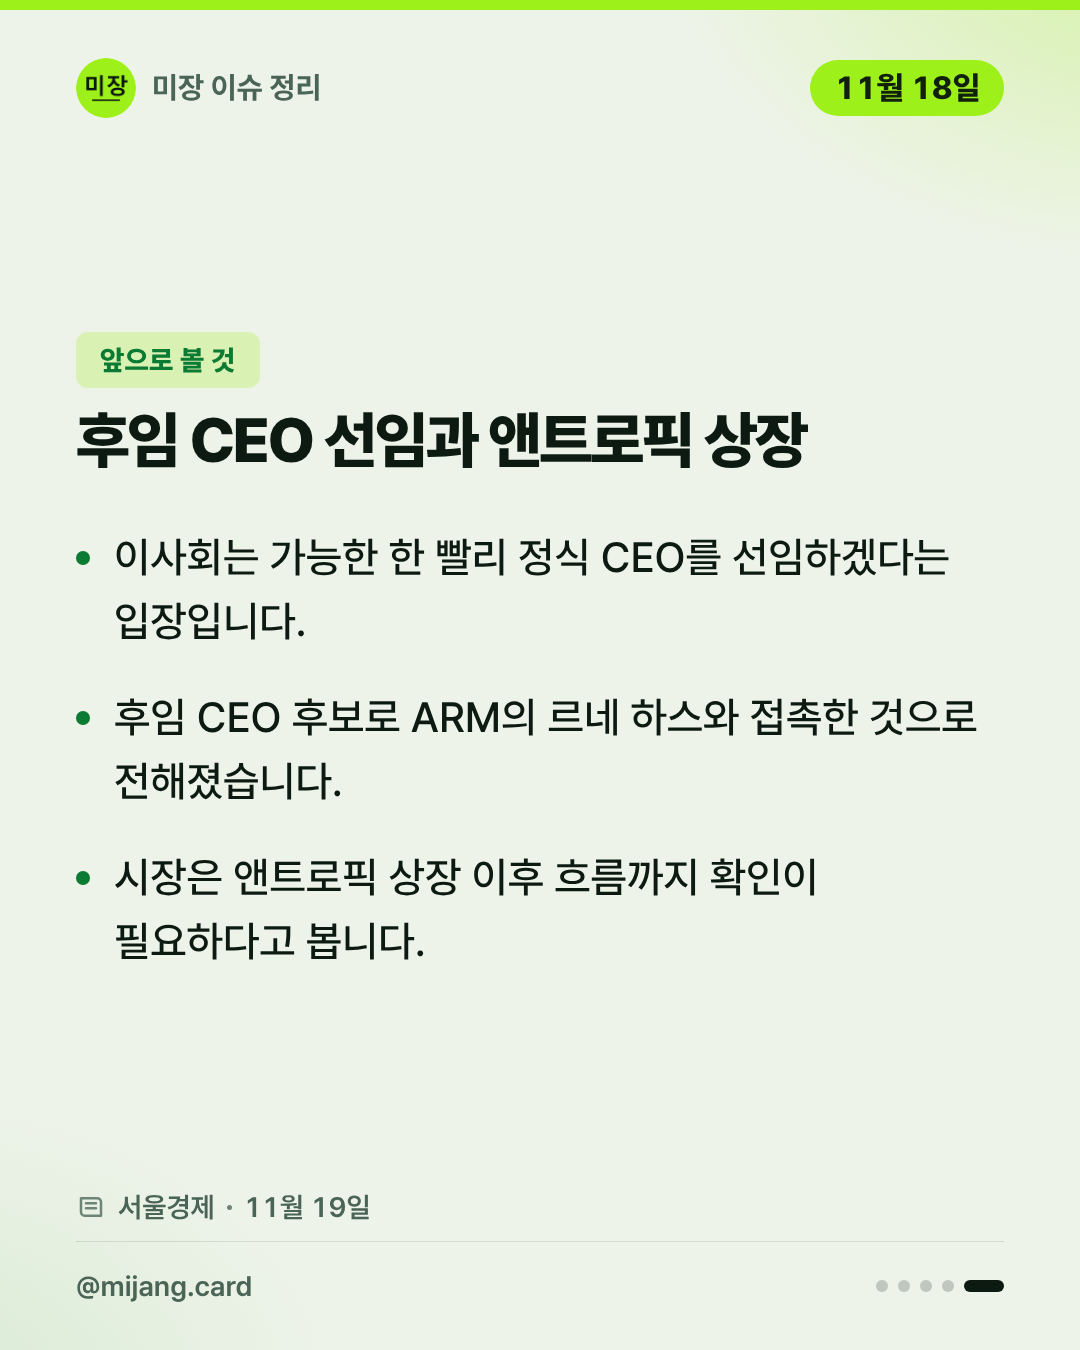 미장
미장 이슈 정리
11월 18일
앞으로 볼 것
후임 CEO 선임과 앤트로픽 상장
• 이사회는 가능한 한 빨리 정식 CEO를 선임하겠다는
입장입니다.
• 후임 CEO 후보로 ARM의 르네 하스와 접촉한 것으로
전해졌습니다.
• 시장은 앤트로픽 상장 이후 흐름까지 확인이
필요하다고 봅니다.
서울경제 · 11월 19일
@mijang.card